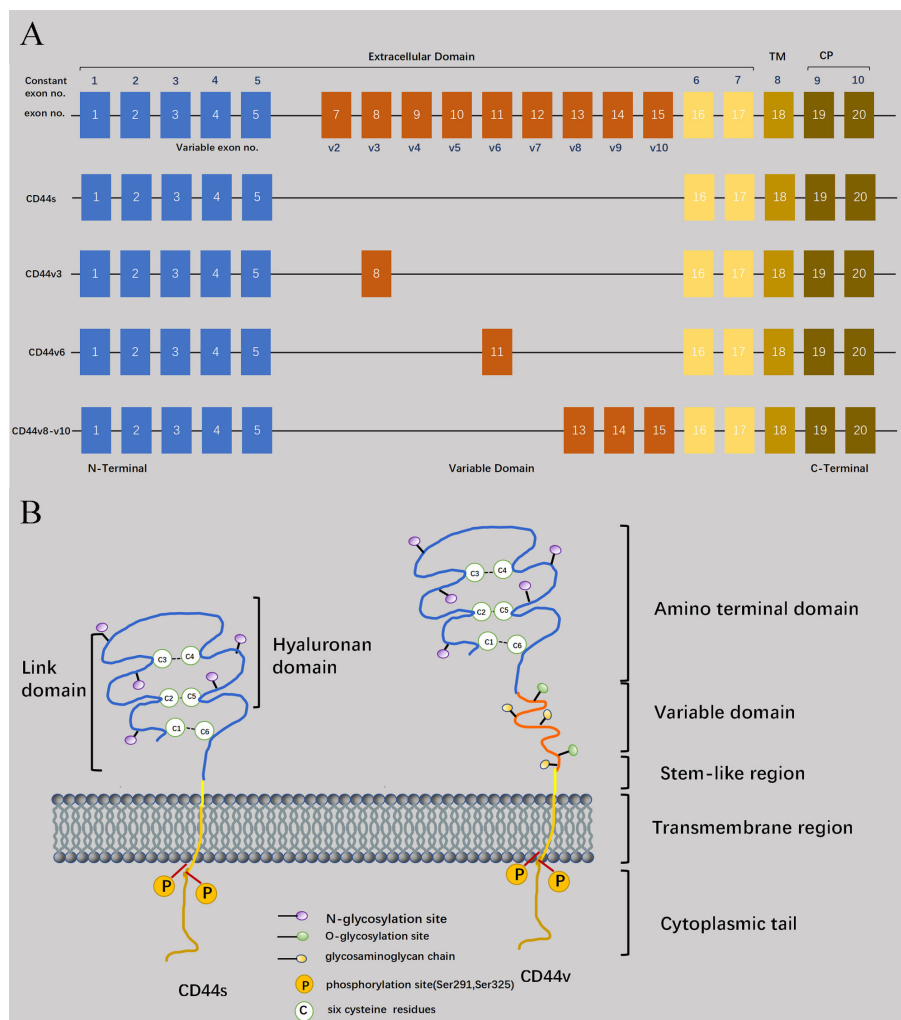 A
Extracellular Domain TM CP
Constant 1 2 3 4 5 6 7 8 9 10
exon no.
exon no. 1 2 3 4 5 7 8 9 10 11 12 13 14 15 16 17 18 19 20
Variable exon no. v2 v3 v4 v5 v6 v7 v8 v9 v10
CD44s 1 2 3 4 5 16 17 18 19 20
CD44v3 1 2 3 4 5 8 16 17 18 19 20
CD44v6 1 2 3 4 5 11 16 17 18 19 20
CD44v8-v10 1 2 3 4 5 13 14 15 16 17 18 19 20
N-Terminal Variable Domain C-Terminal
B
Link
domain
C3 C4
C2 C5
C1 C6
Hyaluronan
domain
P P
CD44s
C3 C4
C2 C5
C1 C6
P P
CD44v
Amino terminal domain
Variable domain
Stem-like region
Transmembrane region
Cytoplasmic tail
N-glycosylation site
O-glycosylation site
glycosaminoglycan chain
P phosphorylation site(Ser291,Ser325)
C six cysteine residues